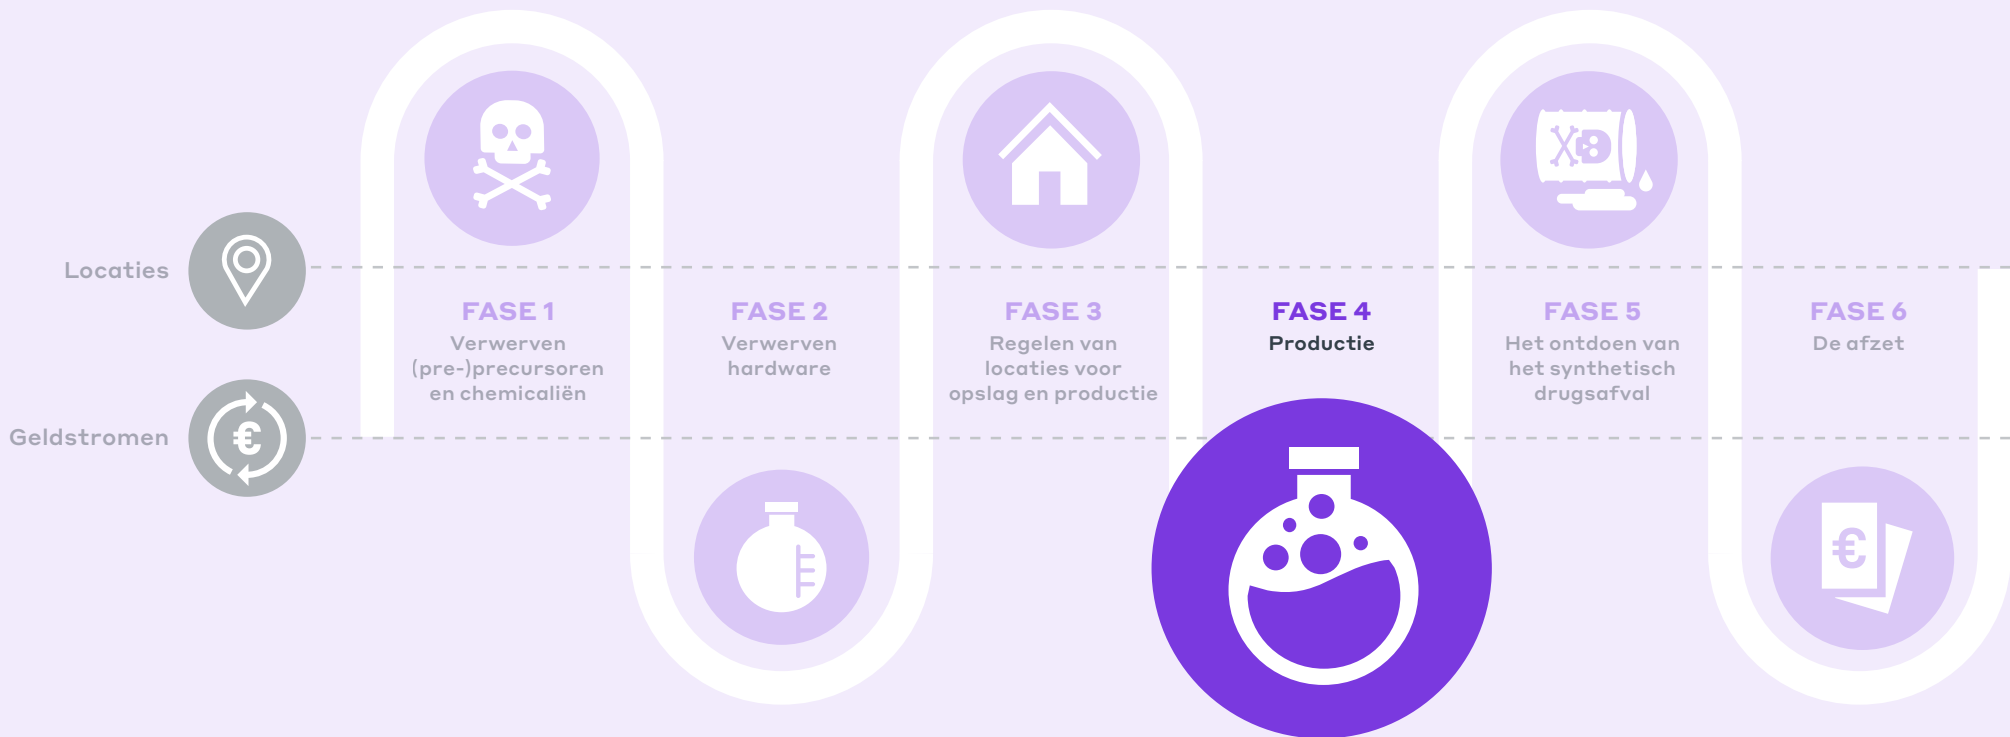 Locaties
Geldstromen
FASE 1
Verwerven
(pre-)precursoren
en chemicaliën
FASE 2
Verwerven
hardware
FASE 3
Regelen van
locaties voor
opslag en productie
FASE 4
Productie
FASE 5
Het ontdoen van
het synthetisch
drugsafval
FASE 6
De afzet
€
€